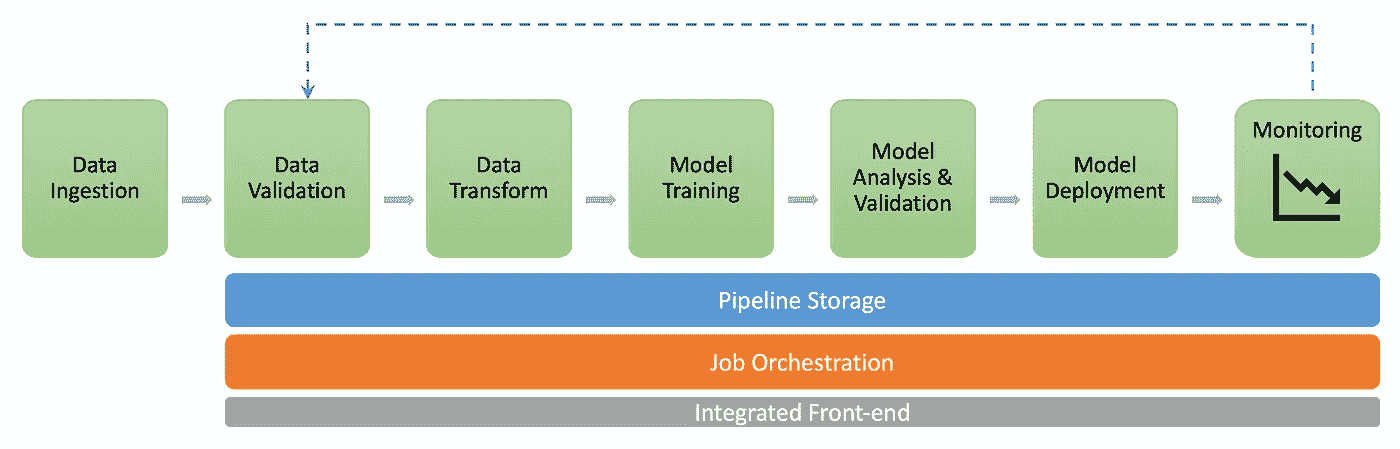 Data
Ingestion
Data
Validation
Data
Transform
Model
Training
Model
Analysis &
Validation
Model
Deployment
Monitoring
Pipeline Storage
Job Orchestration
Integrated Front-end